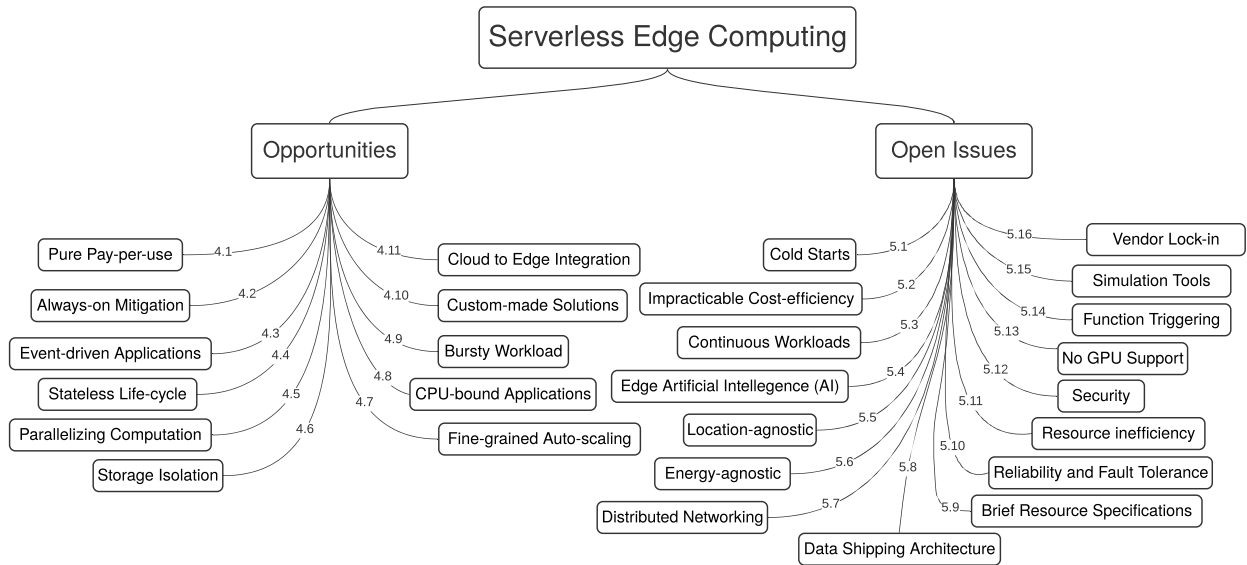 Serverless Edge Computing
Opportunities
Open Issues
4.1
Pure Pay-per-use
4.2
Always-on Mitigation
4.3
Event-driven Applications
4.4
Stateless Life-cycle
4.5
Parallelizing Computation
4.6
Storage Isolation
4.11
Cloud to Edge Integration
4.10
Custom-made Solutions
4.9
Bursty Workload
4.8
CPU-bound Applications
4.7
Fine-grained Auto-scaling
5.1
Cold Starts
5.2
Impracticable Cost-efficiency
5.3
Continuous Workloads
5.4
Edge Artificial Intellegence (AI)
5.5
Location-agnostic
5.6
Energy-agnostic
5.7
Distributed Networking
5.8
Data Shipping Architecture
5.16
Vendor Lock-in
5.15
Simulation Tools
5.14
Function Triggering
5.13
No GPU Support
5.12
Security
5.11
Resource inefficiency
5.10
Reliability and Fault Tolerance
5.9
Brief Resource Specifications